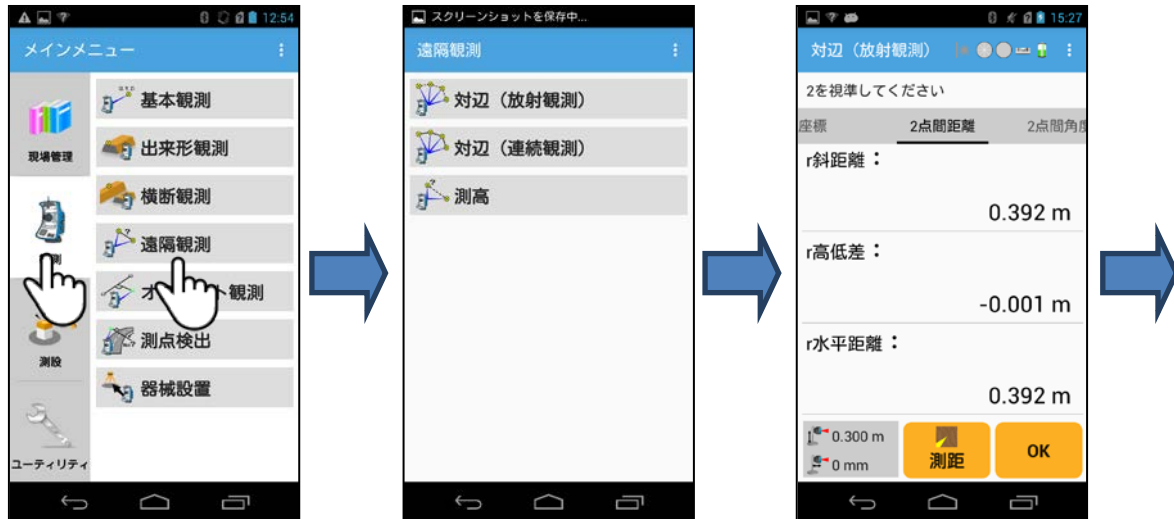 12:54
メインメニュー
現場管理
測設
ユーティリティ
基本観測
出来形観測
横断観測
遠隔観測
観測
測点検出
器械設置
スクリーンショットを保存中...
遠隔観測
対辺（放射観測）
対辺（連続観測）
測高
15:27
対辺（放射観測）
2を視準してください
座標 2点間距離 2点間角度
r斜距離：
0.392 m
r高低差：
-0.001 m
r水平距離：
0.392 m
0.300 m
0 mm
測距
OK